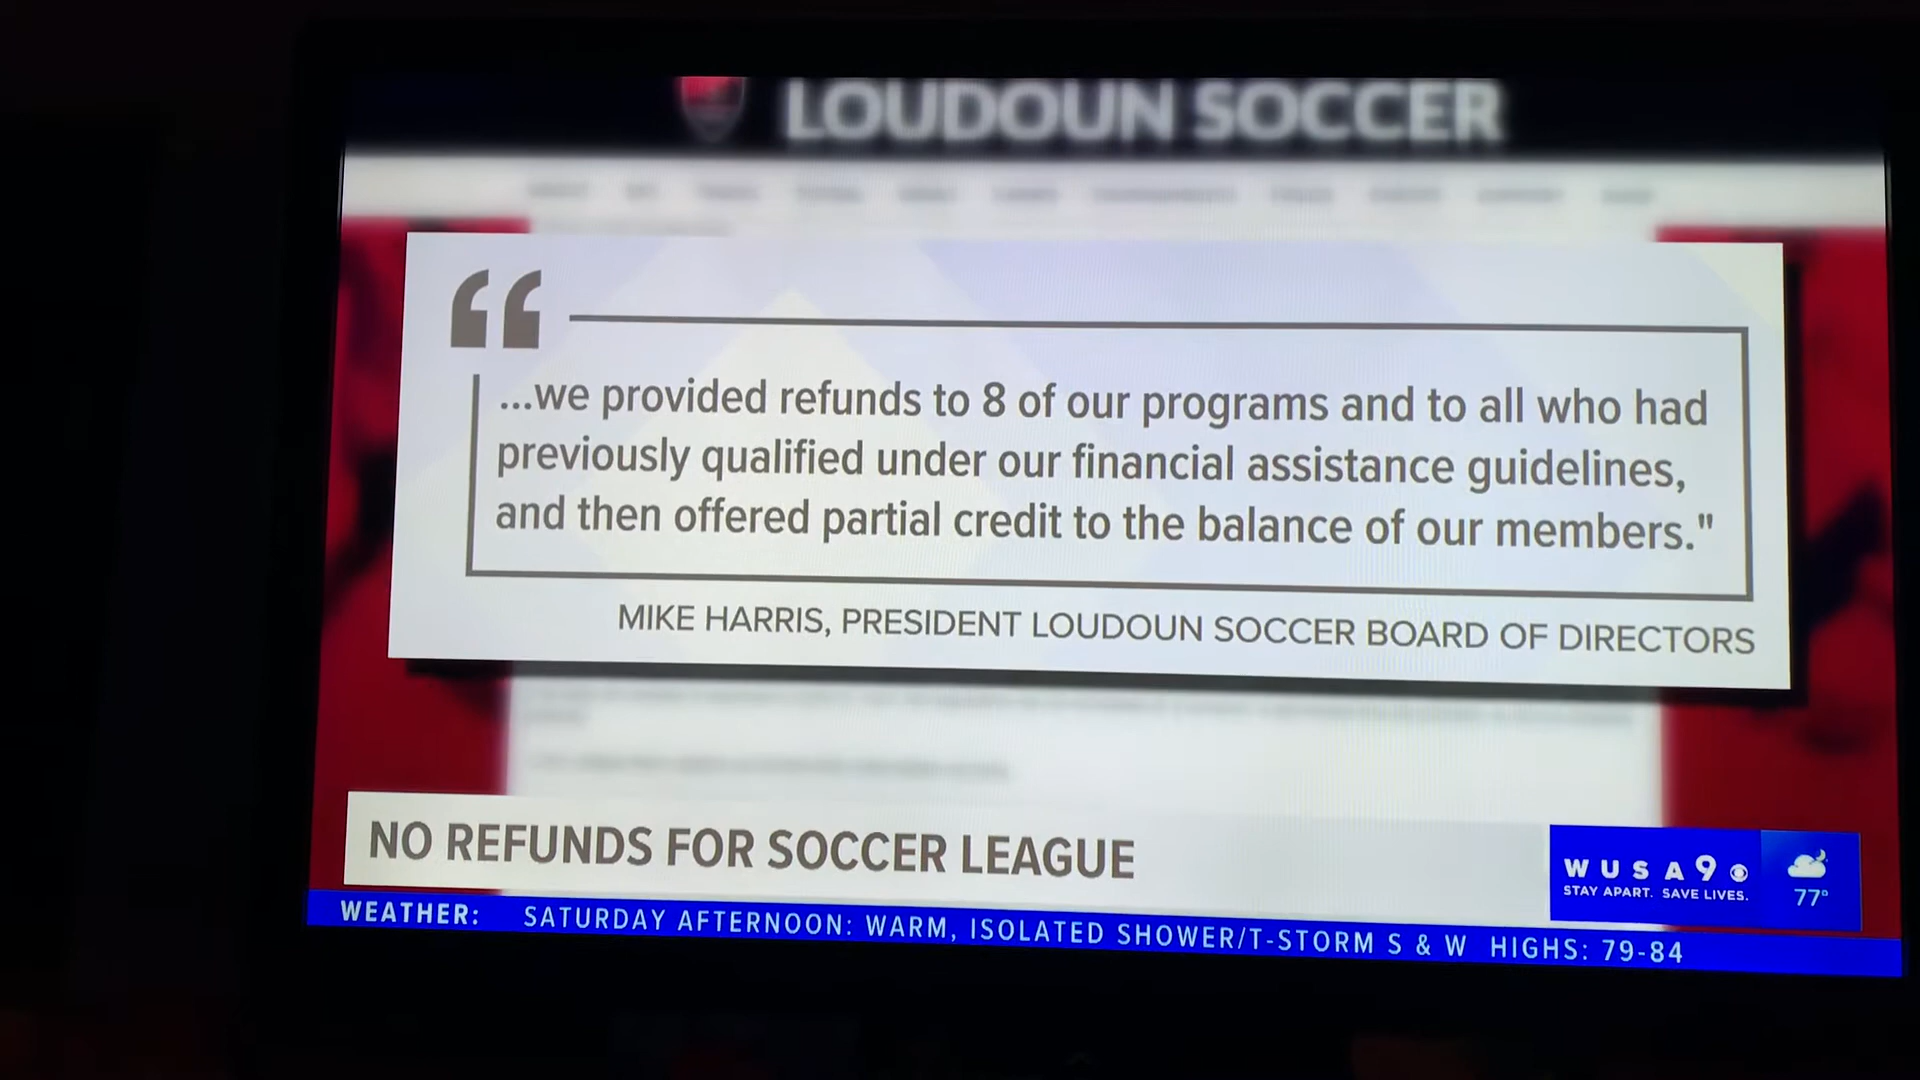 LOUDOUN SOCCER
“
...we provided refunds to 8 of our programs and to all who had
previously qualified under our financial assistance guidelines,
and then offered partial credit to the balance of our members."
MIKE HARRIS, PRESIDENT LOUDOUN SOCCER BOARD OF DIRECTORS
NO REFUNDS FOR SOCCER LEAGUE
WUSA9
STAY APART. SAVE LIVES.
77°
WEATHER: SATURDAY AFTERNOON: WARM, ISOLATED SHOWER/T-STORM S & W HIGHS: 79-84